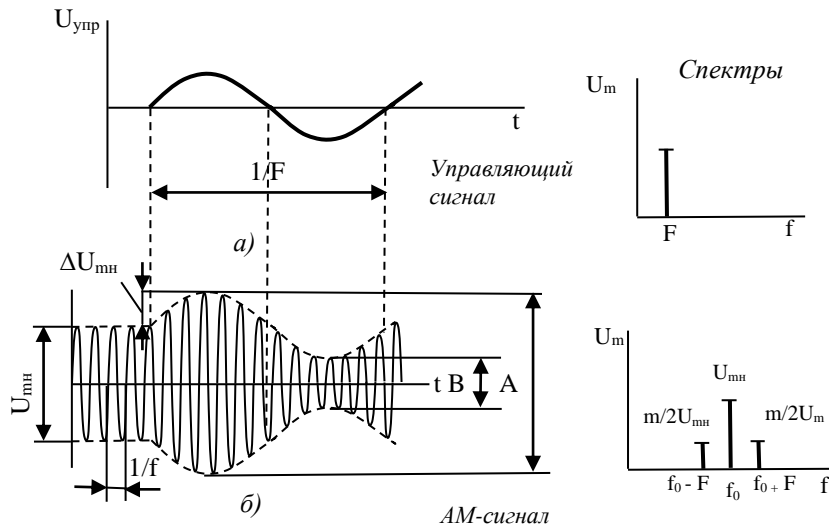 Uупр
t
1/F
Управляющий
сигнал
а)
Спектры
Um
F
f
ΔUmн
Umн
t B A
1/f
б)
АМ-сигнал
Um
Umн
m/2Umн
m/2Um
f0 - F
f0
f0 + F
f